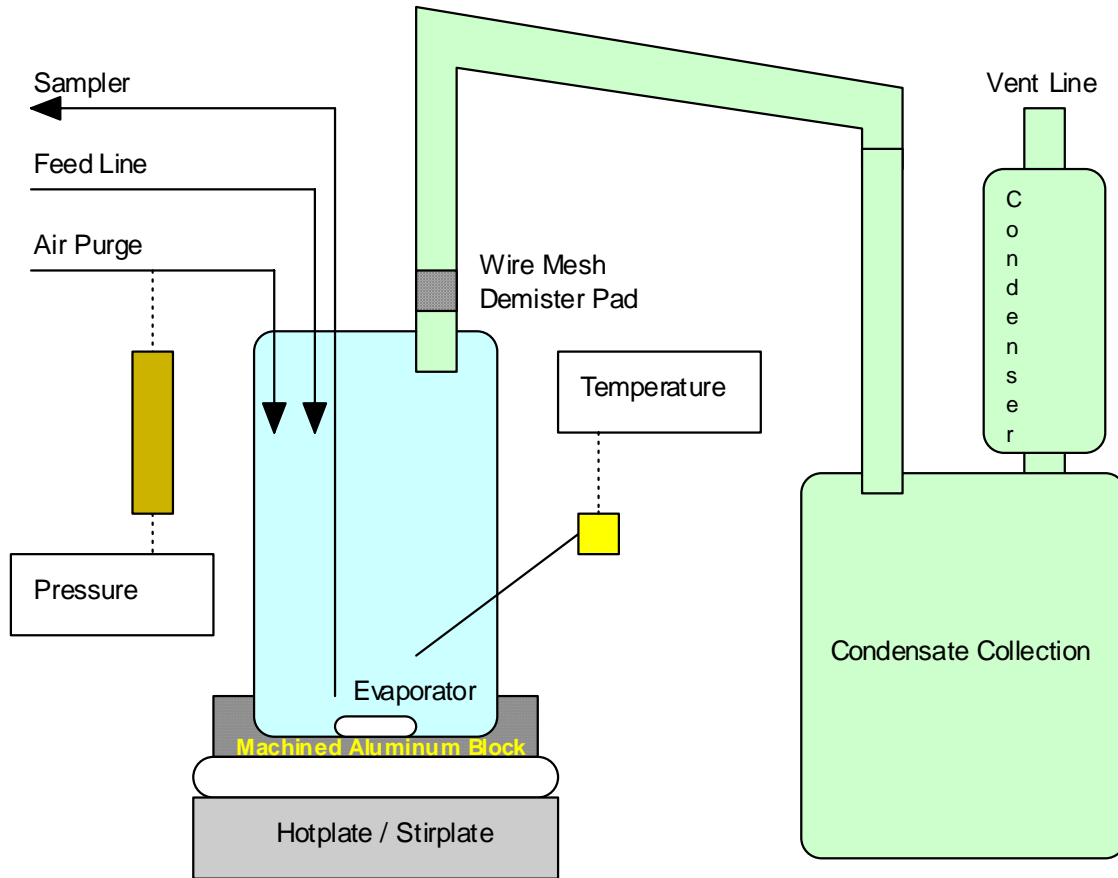 Sampler
Vent Line
Feed Line
Condenser
Air Purge
Wire Mesh
Demister Pad
Temperature
Pressure
Condensate Collection
Evaporator
Machined Aluminum Block
Hotplate / Stirplate